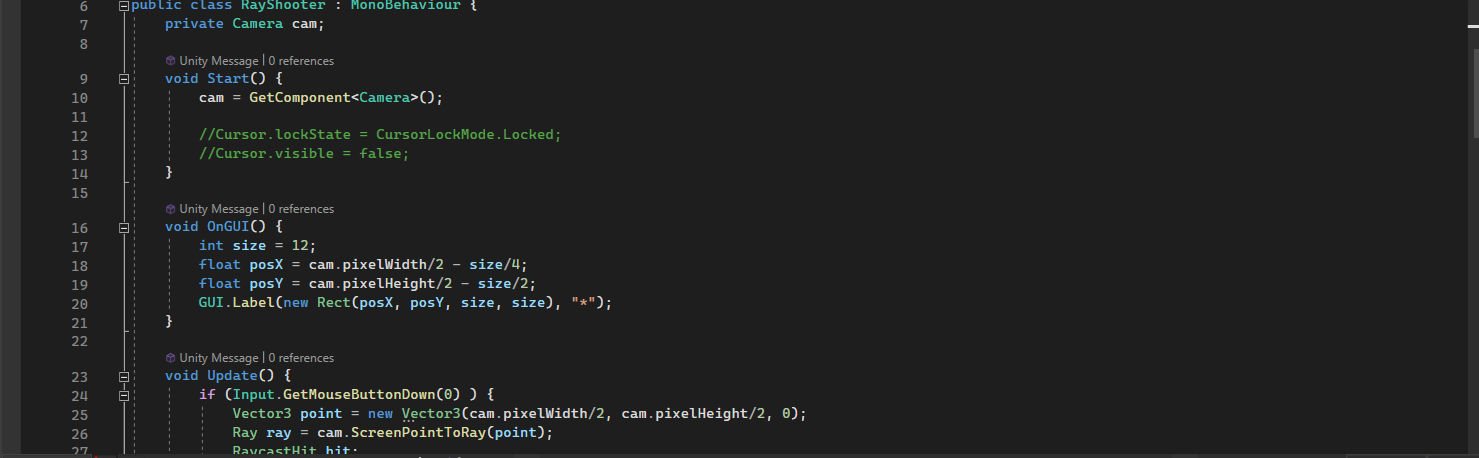 6 public class RayShooter : MonoBehaviour {
7 private Camera cam;
8
Unity Message | 0 references
9 void Start() {
10 cam = GetComponent<Camera>();
11
12 //Cursor.lockState = CursorLockMode.Locked;
13 //Cursor.visible = false;
14 }
15
Unity Message | 0 references
16 void OnGUI() {
17 int size = 12;
18 float posX = cam.pixelWidth/2 - size/4;
19 float posY = cam.pixelHeight/2 - size/2;
20 GUI.Label(new Rect(posX, posY, size, size), "*");
21 }
22
Unity Message | 0 references
23 void Update() {
24 if (Input.GetMouseButtonDown(0) ) {
25 Vector3 point = new Vector3(cam.pixelWidth/2, cam.pixelHeight/2, 0);
26 Ray ray = cam.ScreenPointToRay(point);
27 RaycastHit hit;